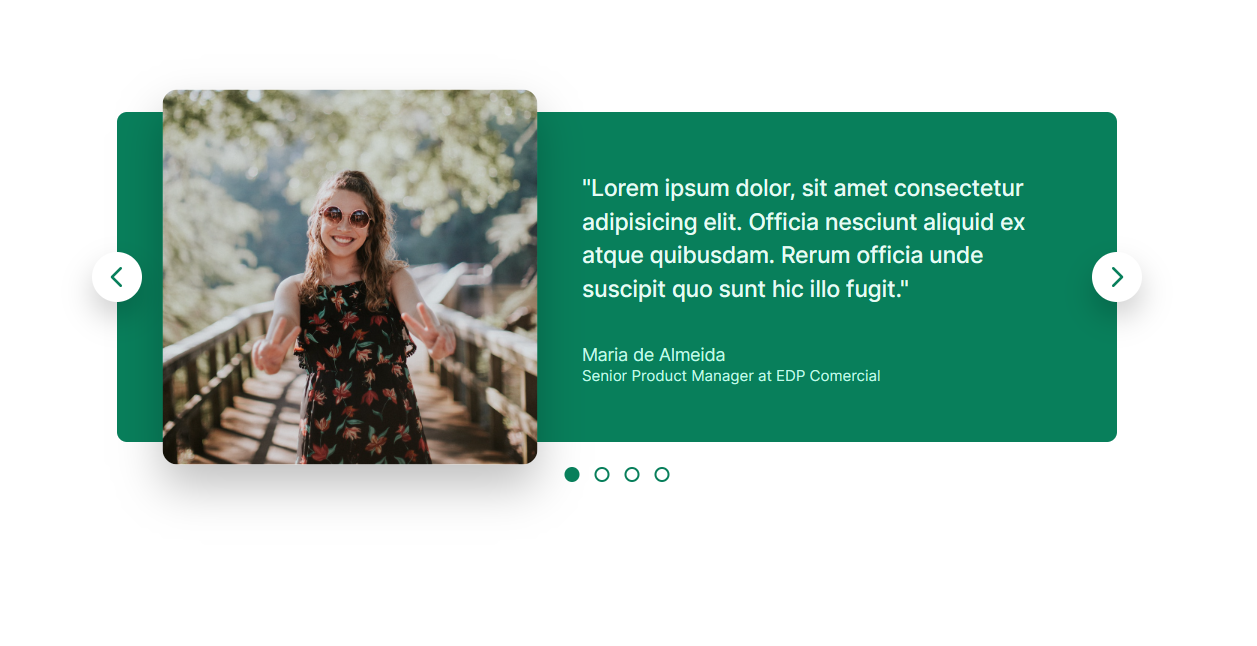 "Lorem ipsum dolor, sit amet consectetur
adipisicing elit. Officia nesciunt aliquid ex
atque quibusdam. Rerum officia unde
suscipit quo sunt hic illo fugit."
Maria de Almeida
Senior Product Manager at EDP Comercial